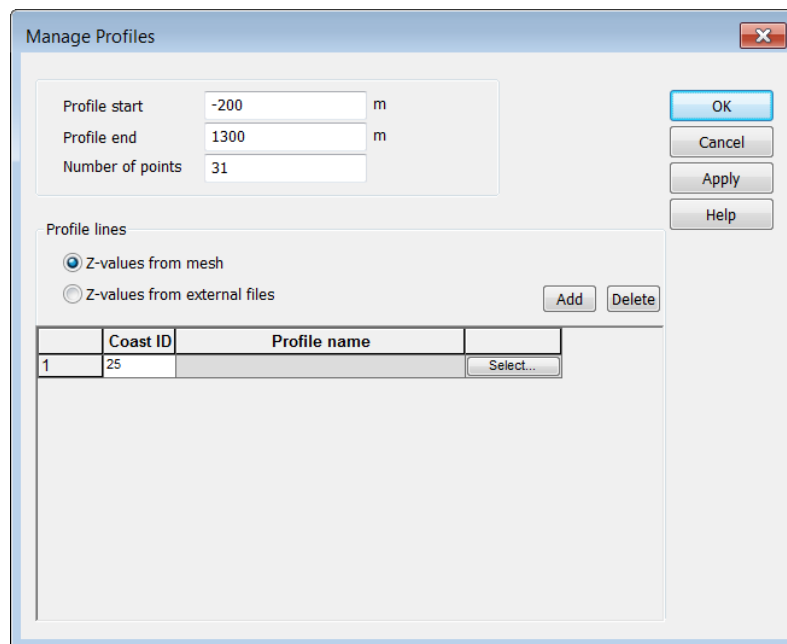 Manage Profiles
Profile start -200 m
Profile end 1300 m
Number of points 31
OK
Cancel
Apply
Help
Profile lines
Z-values from mesh
Z-values from external files
Add Delete
Coast ID Profile name
1 25 Select...